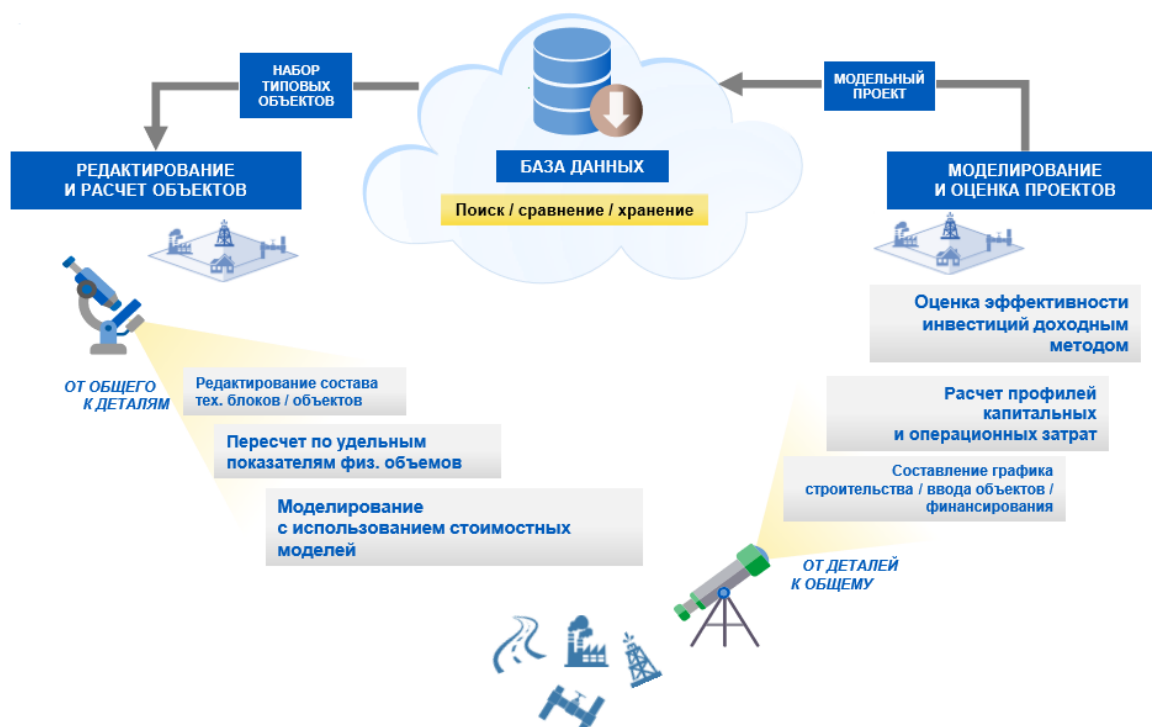 НАБОР
ТИПОВЫХ
ОБЪЕКТОВ
МОДЕЛЬНЫЙ
ПРОЕКТ
РЕДАКТИРОВАНИЕ
И РАСЧЕТ ОБЪЕКТОВ
БАЗА ДАННЫХ
Поиск / сравнение / хранение
МОДЕЛИРОВАНИЕ
И ОЦЕНКА ПРОЕКТОВ
ОТ ОБЩЕГО
К ДЕТАЛЯМ
Редактирование состава
тех. блоков / объектов
Пересчет по удельным
показателям физ. объемов
Моделирование
с использованием стоимостных
моделей
Оценка эффективности
инвестиций доходным
методом
Расчет профилей
капитальных
и операционных затрат
Составление графика
строительства / ввода объектов /
финансирования
ОТ ДЕТАЛЕЙ
К ОБЩЕМУ